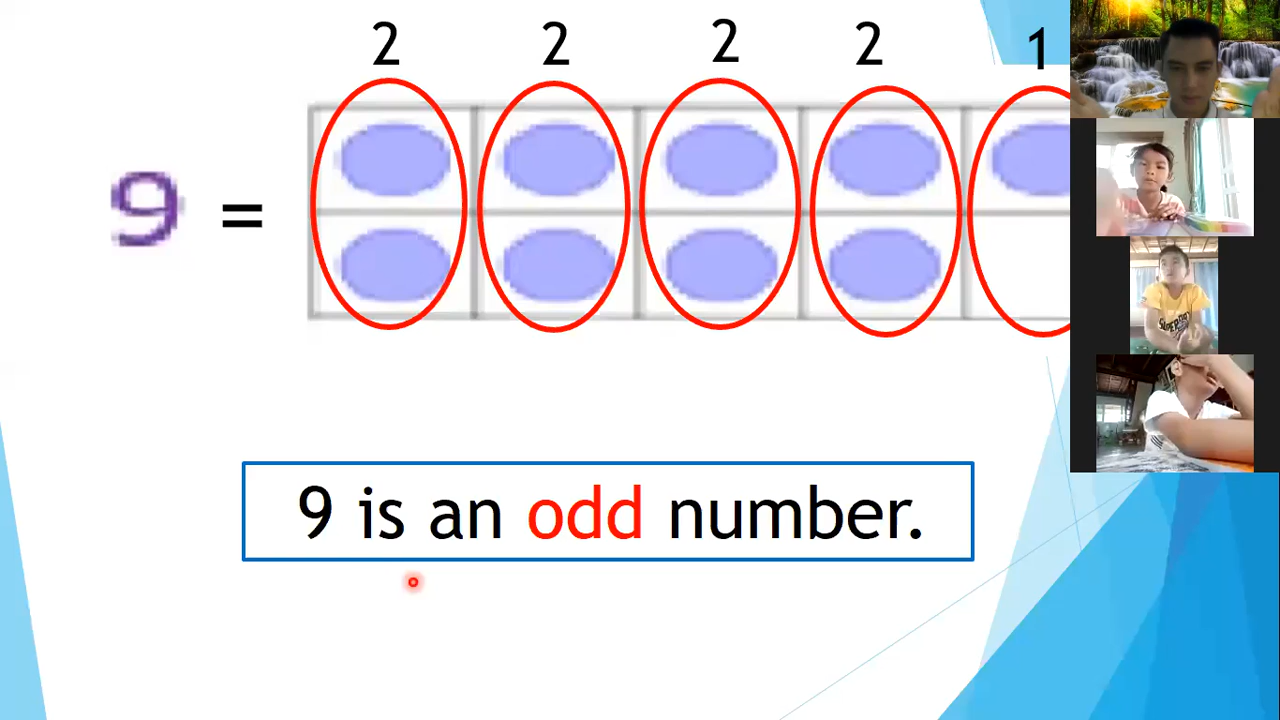 2 2 2 2 1
9 =
9 is an odd number.